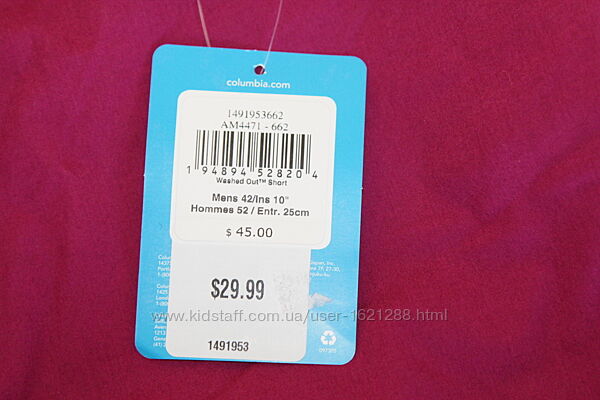 columbia.com
1491953662
AM4471 - 662
1 94894 52820 4
Washed Out™ Short
Mens 42/Ins 10"
Hommes 52 / Entr. 25cm
$ 45.00
$29.99
www.kidstaff.com.ua/user-1621288.html
1491953